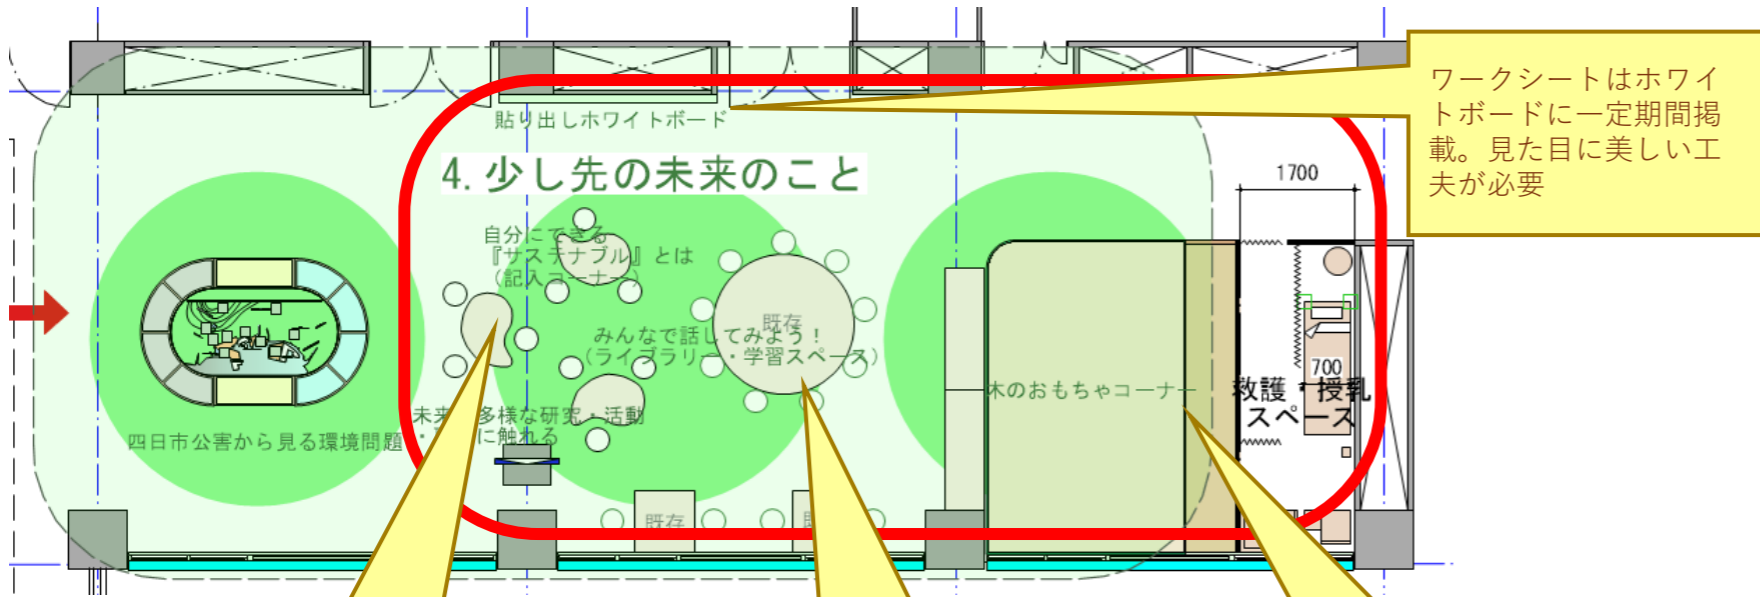 ワークシートはホワイ
トボードに一定期間掲
載。見た目に美しい工
夫が必要
貼り出しホワイトボード
4. 少し先の未来のこと
1700
自分にできる
『サステナブル』とは
（記入コーナー）
既存
みんなで話してみよう！
（ライブラリー・学習スペース）
700
木のおもちゃコーナー
救護・授乳
スペース
未来 多様な研究・活動
に触れる
四日市公害から見る環境問題
既存